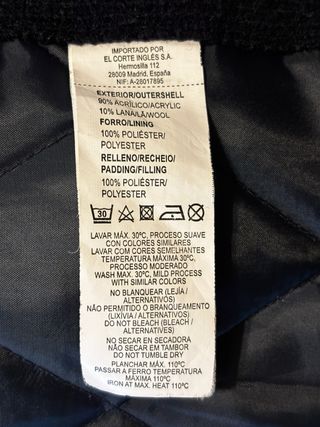 IMPORTADO POR
EL CORTE INGLÉS S.A.
Hermosilla 112
28009 Madrid, España
NIF: A-28017895
EXTERIOR/OUTERSHELL
90% ACRÍLICO/ACRYLIC
10% LANA/LÃ/WOOL
FORRO/LINING
100% POLIÉSTER/
POLYESTER
RELLENO/RECHEIO/
PADDING/FILLING
100% POLIÉSTER/
POLYESTER
30
LAVAR MÁX. 30ºC, PROCESO SUAVE
CON COLORES SIMILARES
LAVAR COM CORES SEMELHANTES
TEMPERATURA MÁXIMA 30ºC,
PROCESSO MODERADO
WASH MAX. 30ºC, MILD PROCESS
WITH SIMILAR COLORS
NO BLANQUEAR (LEJÍA /
ALTERNATIVOS)
NÃO PERMITIDO O BRANQUEAMENTO
(LIXÍVIA / ALTERNATIVOS)
DO NOT BLEACH (BLEACH /
ALTERNATIVES)
NO SECAR EN SECADORA
NÃO SECAR EM TAMBOR
DO NOT TUMBLE DRY
PLANCHAR MÁX. 110ºC
PASSAR A FERRO TEMPERATURA
MÁXIMA 110ºC
IRON AT MAX. HEAT 110ºC